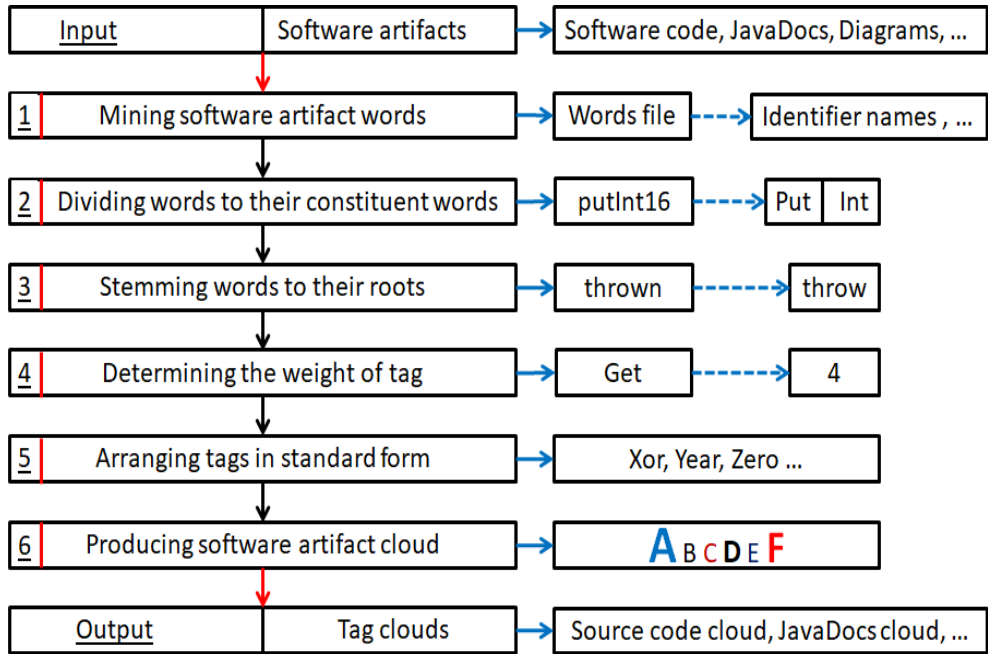 Input Software artifacts Software code, JavaDocs, Diagrams, ...
1 Mining software artifact words Words file Identifier names , ...
2 Dividing words to their constituent words putInt16 Put Int
3 Stemming words to their roots thrown throw
4 Determining the weight of tag Get 4
5 Arranging tags in standard form Xor, Year, Zero ...
6 Producing software artifact cloud A B C D E F
Output Tag clouds Source code cloud, JavaDocs cloud, ...